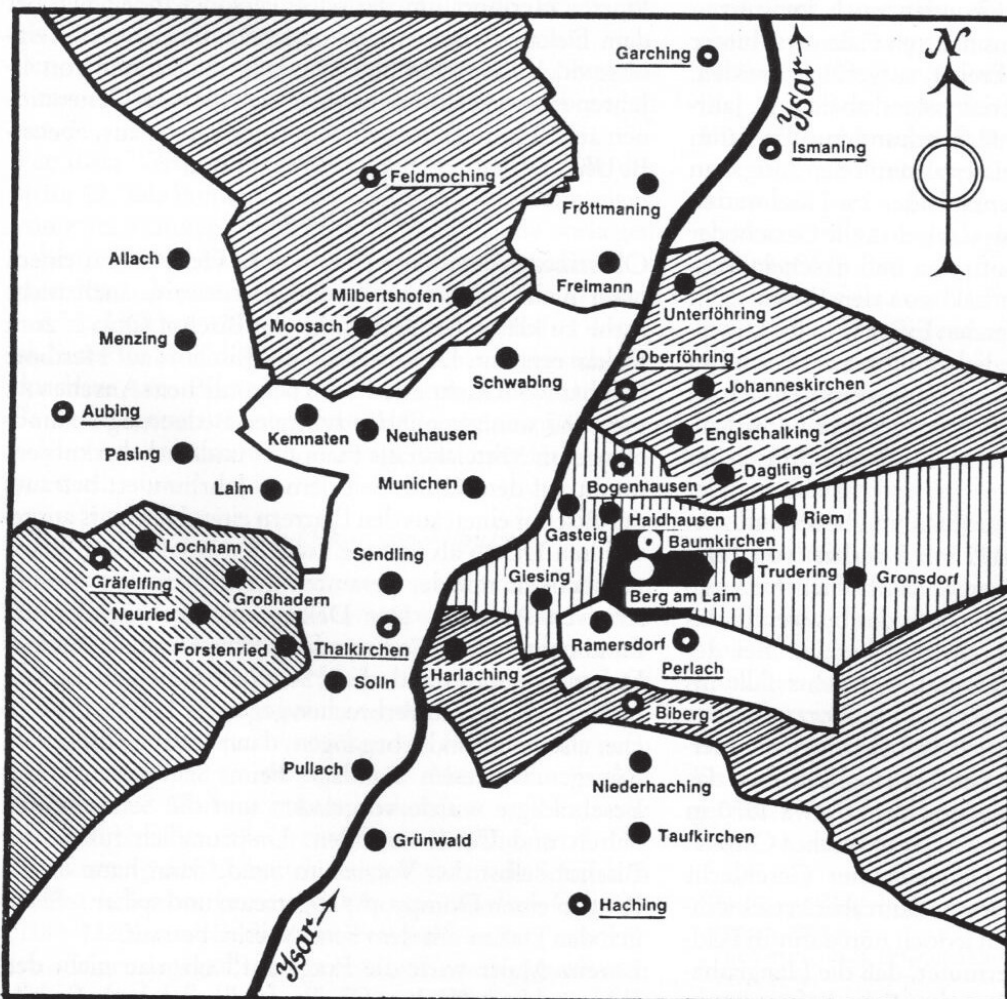 Garching
Ysar
N
Ismaning
Feldmoching
Fröttmaning
Allach
Freimann
Milbertshofen
Unterföhring
Moosach
Menzing
Oberföhring
Schwabing
Johanneskirchen
Aubing
Kemnaten
Neuhausen
Englschalking
Pasing
Daglfing
Bogenhausen
Laim
Munichen
Haidhausen
Riem
Gasteig
Lochham
Sendling
Baumkirchen
Gräfelfing
Giesing
Trudering
Gronsdorf
Großhadern
Berg am Laim
Neuried
Forstenried
Thalkirchen
Ramersdorf
Harlaching
Perlach
Solln
Biberg
Pullach
Niederhaching
Grünwald
Taufkirchen
Haching
Ysar